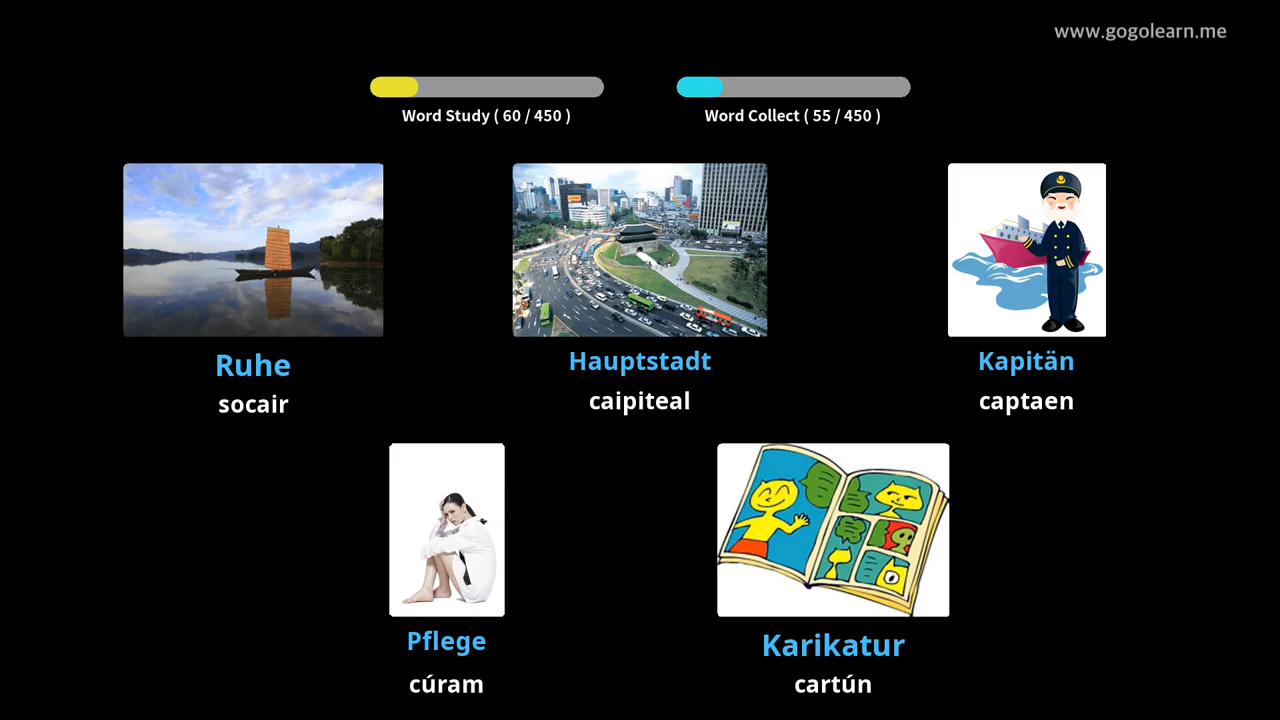 www.gogolearn.me
Word Study ( 60 / 450 )
Word Collect ( 55 / 450 )
Ruhe
socair
Hauptstadt
caipiteal
Kapitän
captaen
Pflege
cúram
Karikatur
cartún